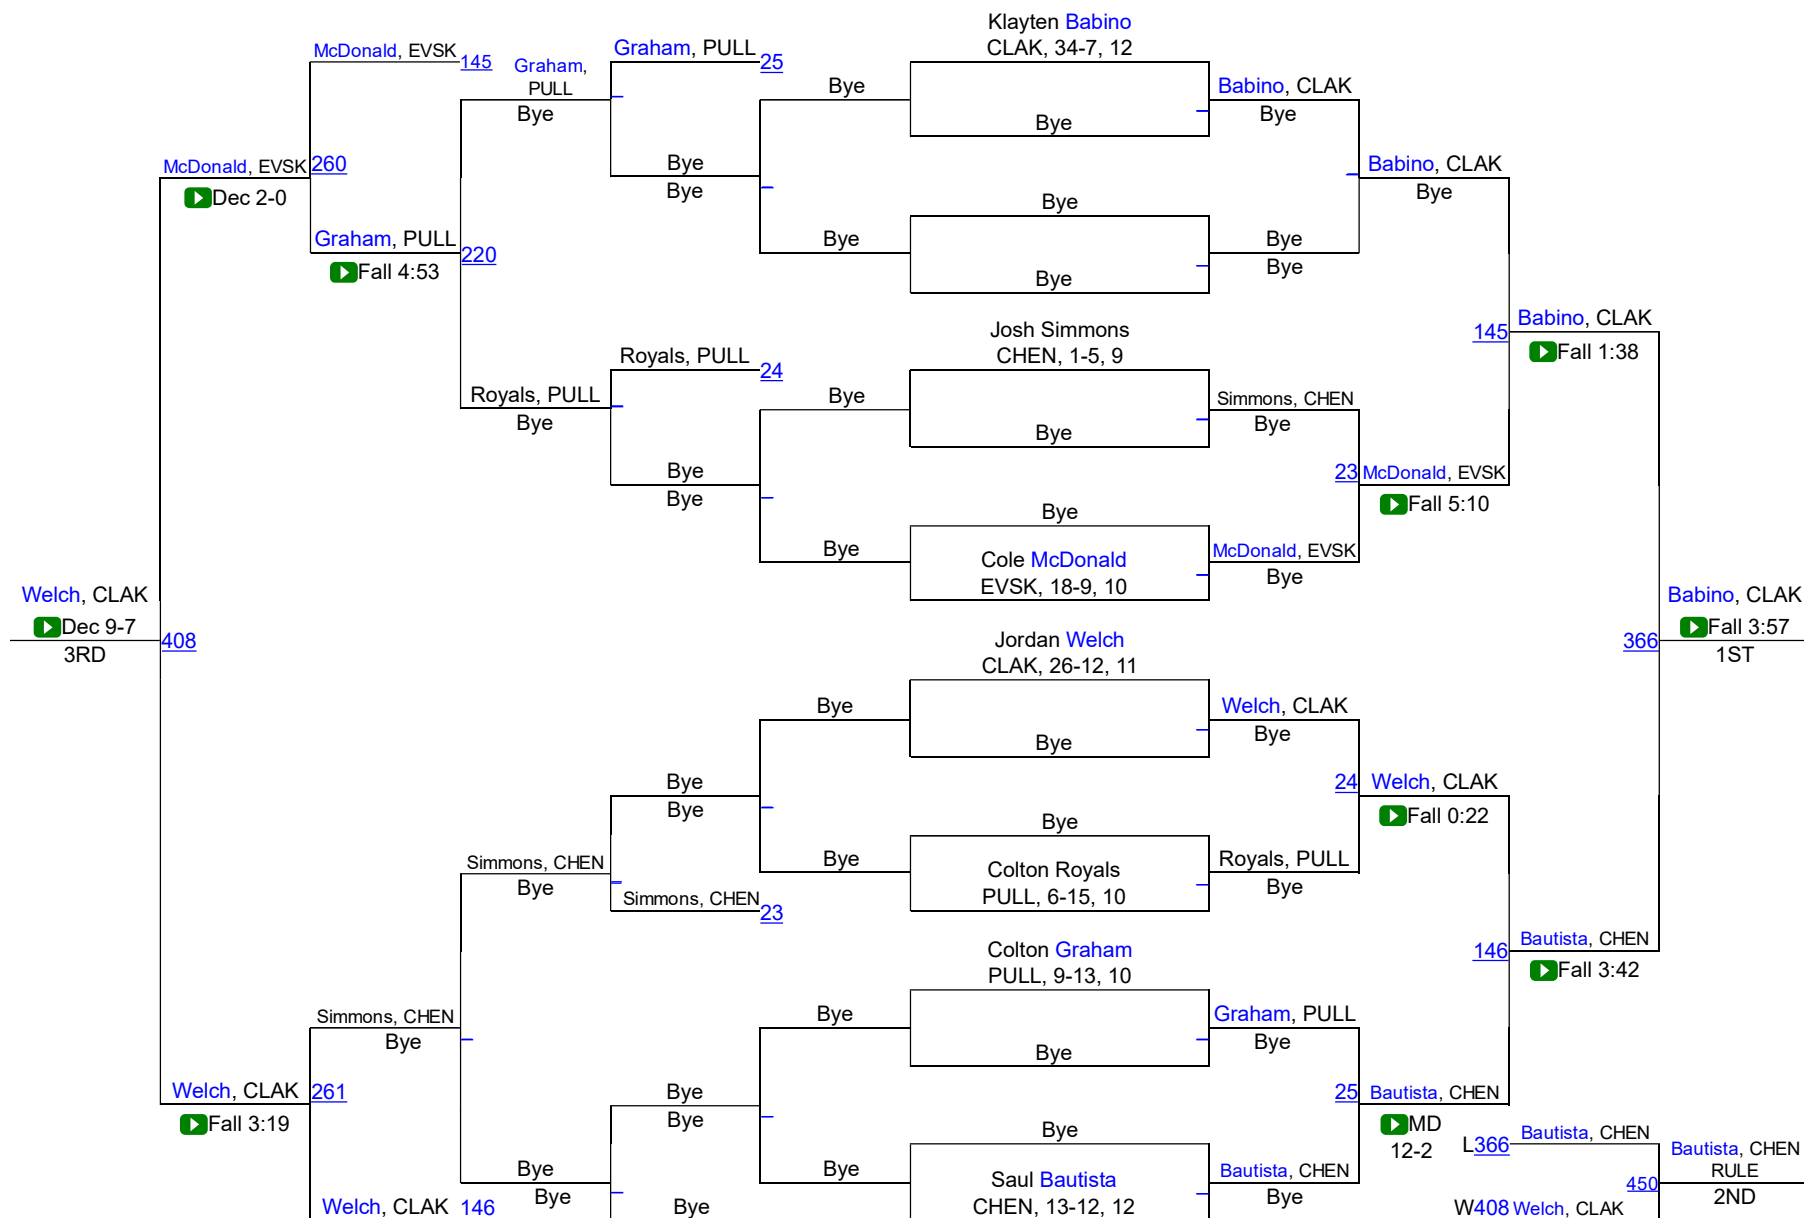 Klayten Babino
CLAK, 34-7, 12
McDonald, EVSK
145
Graham,
PULL
Bye
Graham, PULL
25
Bye
Bye
Babino, CLAK
Bye
McDonald, EVSK
260
Dec 2-0
Bye
Bye
Babino, CLAK
Bye
Graham, PULL
220
Fall 4:53
Bye
Bye
Bye
Bye
Bye
Josh Simmons
CHEN, 1-5, 9
Royals, PULL
24
Royals, PULL
Bye
Bye
Bye
Simmons, CHEN
Bye
145
Babino, CLAK
Fall 1:38
Bye
Bye
23
McDonald, EVSK
Fall 5:10
Bye
Bye
Cole McDonald
EVSK, 18-9, 10
McDonald, EVSK
Bye
Welch, CLAK
Dec 9-7
3RD
408
Babino, CLAK
Fall 3:57
1ST
366
Jordan Welch
CLAK, 26-12, 11
Bye
Bye
Welch, CLAK
Bye
Bye
Bye
24
Welch, CLAK
Fall 0:22
Simmons, CHEN
Bye
Simmons, CHEN
23
Bye
Bye
Colton Royals
PULL, 6-15, 10
Royals, PULL
Bye
Colton Graham
PULL, 9-13, 10
146
Bautista, CHEN
Fall 3:42
Simmons, CHEN
Bye
Bye
Bye
Graham, PULL
Bye
Welch, CLAK
261
Fall 3:19
Bye
Bye
25
Bautista, CHEN
MD
12-2
Bye
Bye
Bye
Bye
Saul Bautista
CHEN, 13-12, 12
Bautista, CHEN
Bye
L366
Bautista, CHEN
Bautista, CHEN
RULE
2ND
450
Welch, CLAK
146
Bye
W408
Welch, CLAK